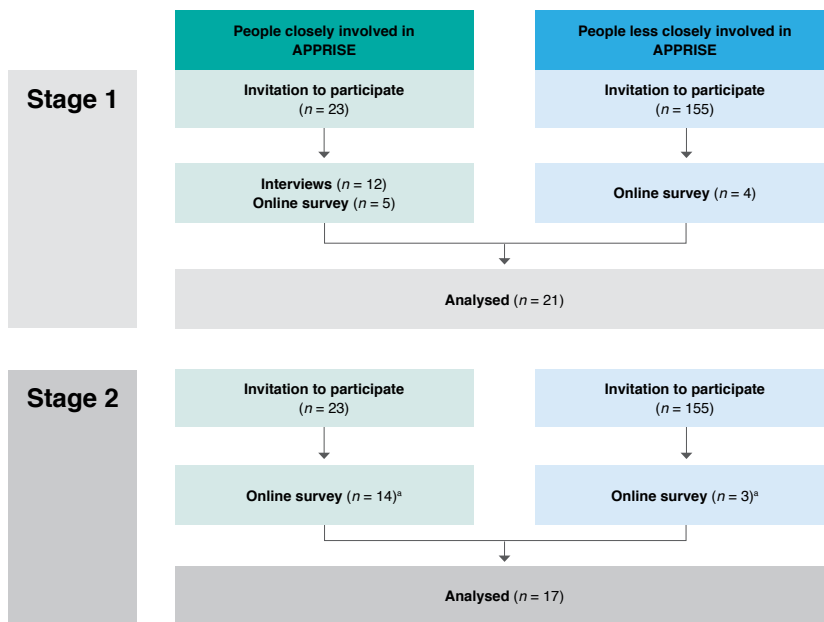 People closely involved in
APPRISE
People less closely involved in
APPRISE
Stage 1
Invitation to participate
(n = 23)
Invitation to participate
(n = 155)
Interviews (n = 12)
Online survey (n = 5)
Online survey (n = 4)
Analysed (n = 21)
Stage 2
Invitation to participate
(n = 23)
Invitation to participate
(n = 155)
Online survey (n = 14)ᵃ
Online survey (n = 3)ᵃ
Analysed (n = 17)